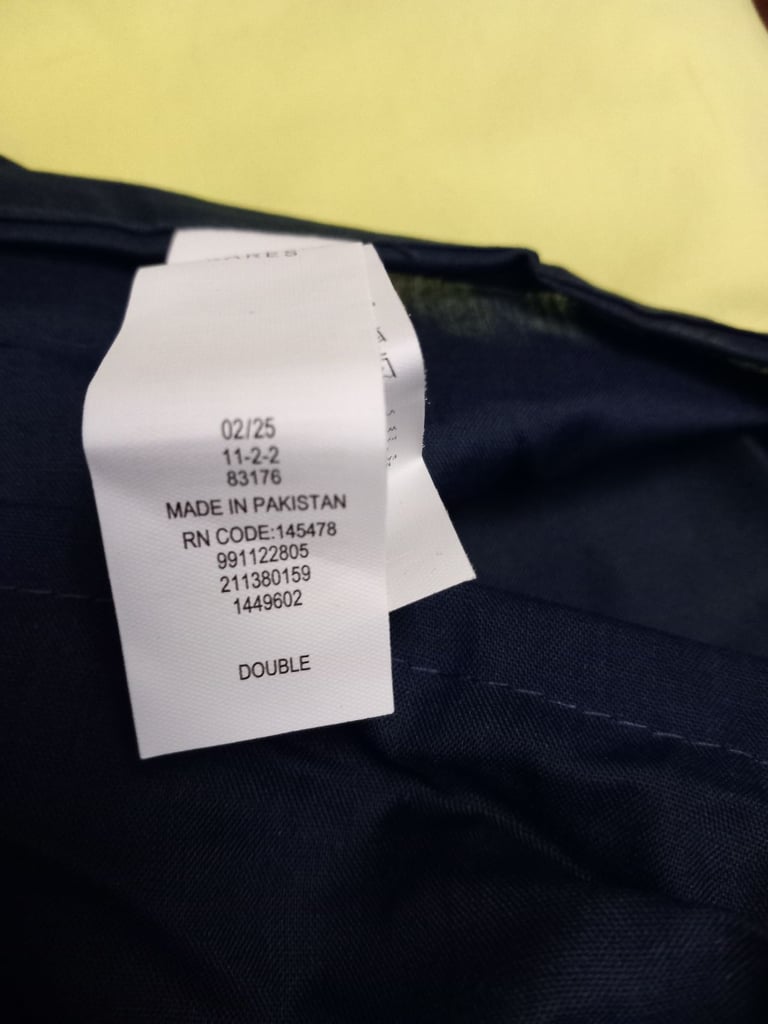 02/25
11-2-2
83176
MADE IN PAKISTAN
RN CODE:145478
991122805
211380159
1449602
DOUBLE